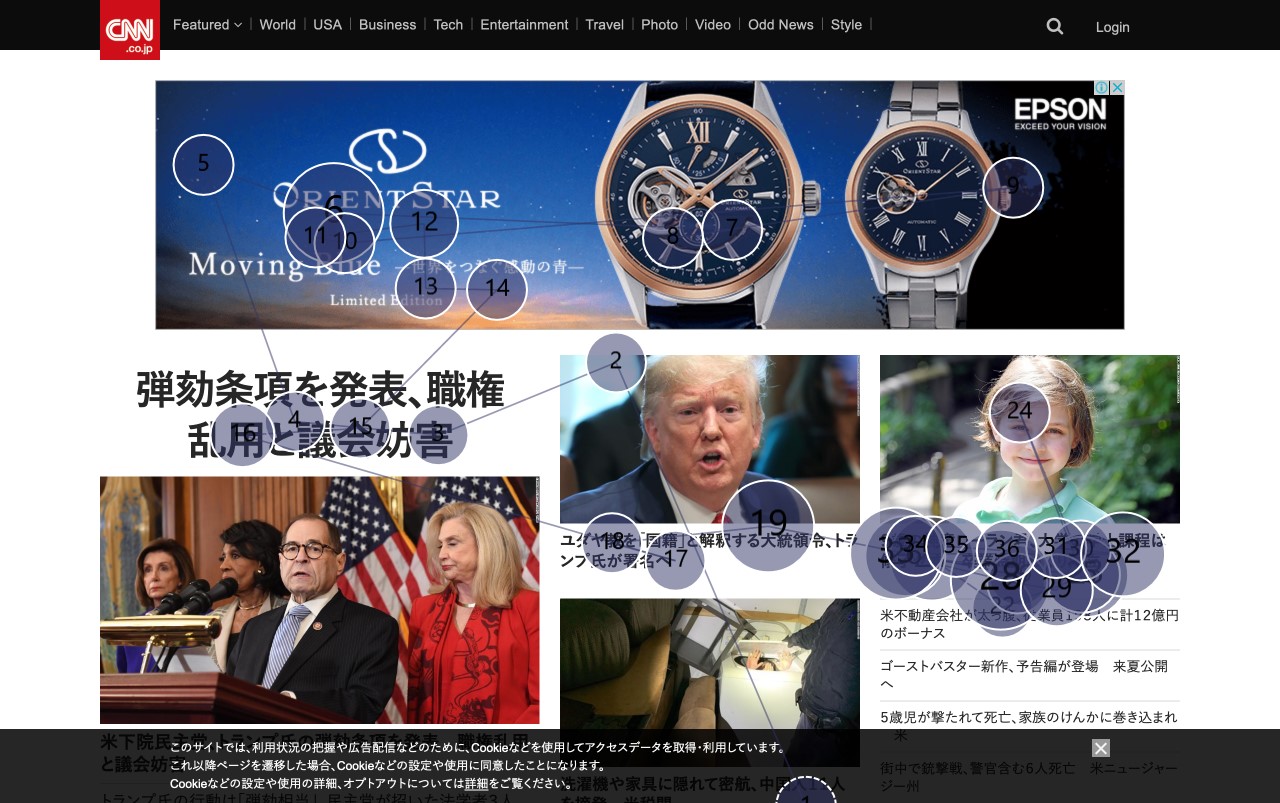 CNN
.co.jp
Featured
World
USA
Business
Tech
Entertainment
Travel
Photo
Video
Odd News
Style
Login
EPSON
EXCEED YOUR VISION
ORIENT STAR
Moving Blue —世界をつなぐ感動の青—
Limited Edition
弾劾条項を発表、職権
乱用と議会妨害
ユダヤ
を「国籍」と解釈する大統領令、トラ
ンプ氏が署名へ
課程は
米不動産会社が太っ腹、従業員
人に計12億円
のボーナス
ゴーストバスター新作、予告編が登場　来夏公開
へ
5歳児が撃たれて死亡、家族のけんかに巻き込まれ
米
街中で銃撃戦、警官含む6人死亡　米ニュージャー
ジー州
米下院民主党、トランプ氏の弾劾条項を発表　職権乱用
と議会妨害
トランプ氏の行動は「弾劾相当」、民主党が招いた法学者3人
洗濯機や家具に隠れて密航、中国人11人
を摘発　米税関
このサイトでは、利用状況の把握や広告配信などのために、Cookieなどを使用してアクセスデータを取得・利用しています。
これ以降ページを遷移した場合、Cookieなどの設定や使用に同意したことになります。
Cookieなどの設定や使用の詳細、オプトアウトについては詳細をご覧ください。
1
2
3
4
5
6
7
8
9
10
11
12
13
14
15
16
17
18
19
24
28
29
30
31
32
34
35
36